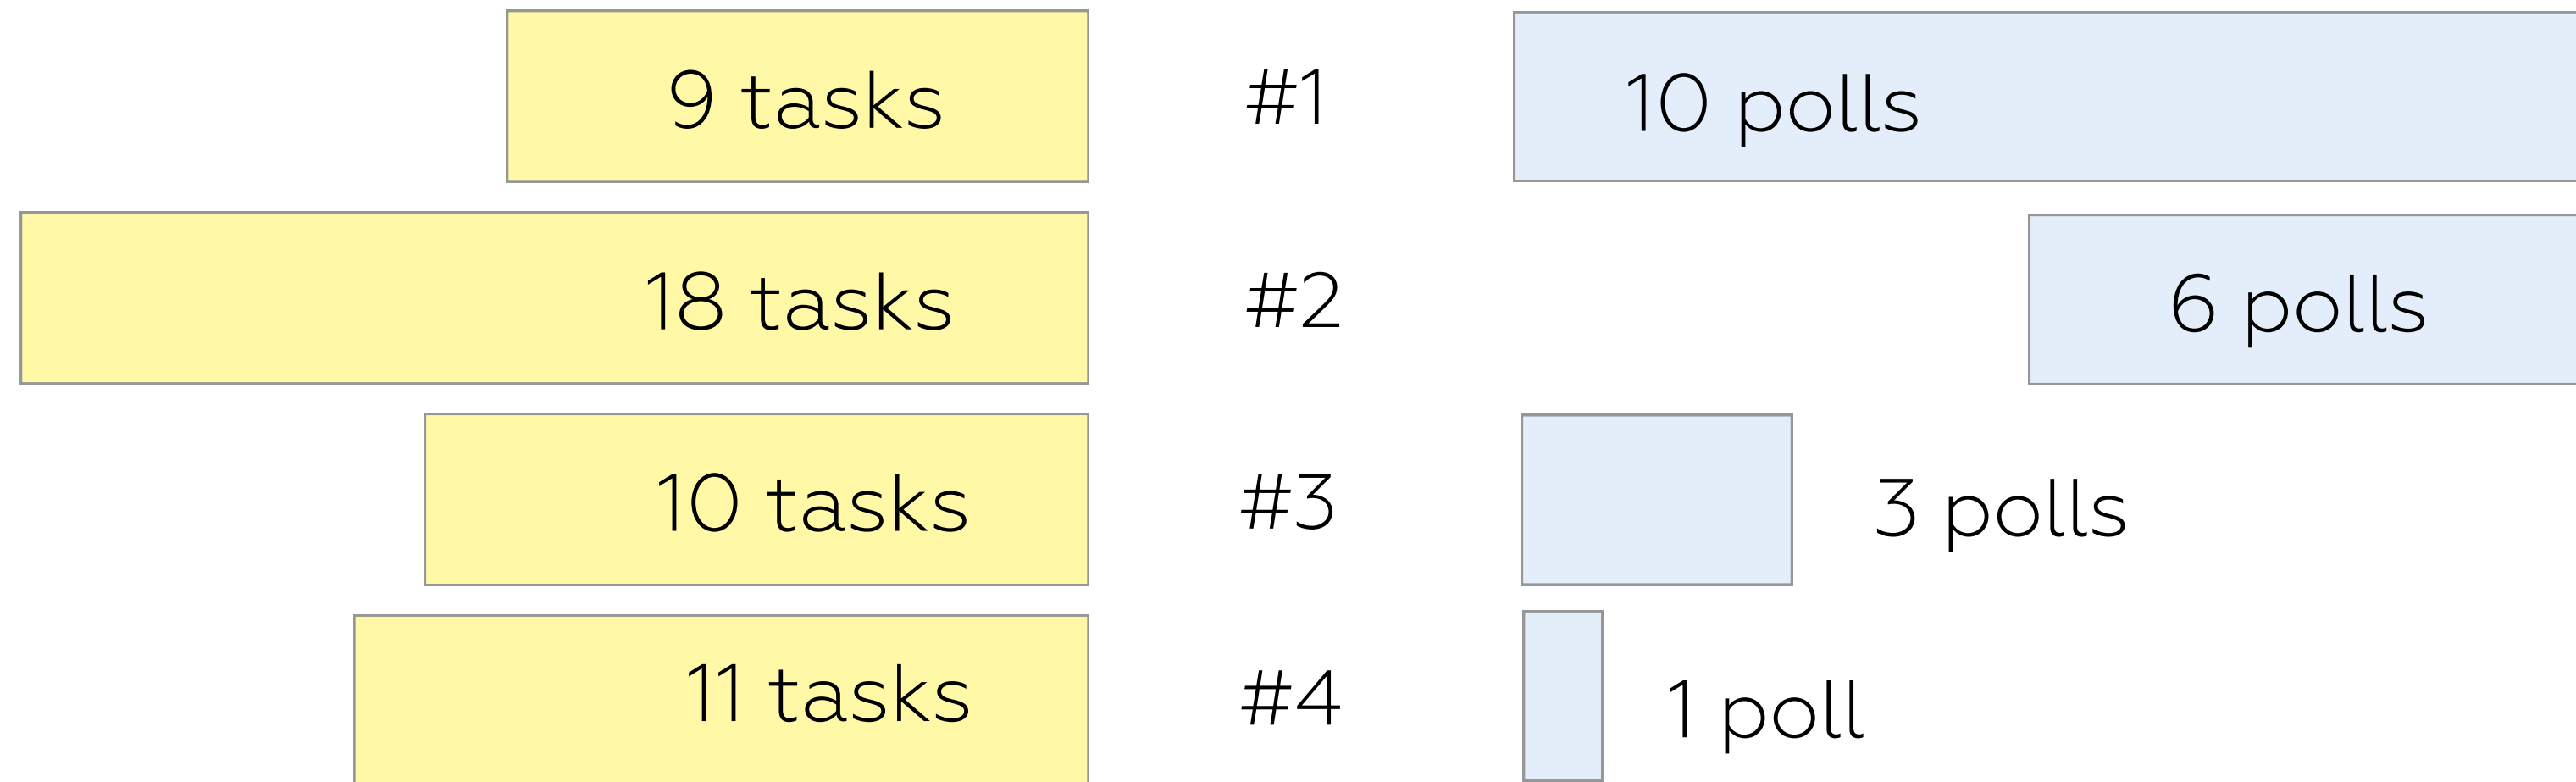 9 tasks #1 10 polls
18 tasks #2 6 polls
10 tasks #3 3 polls
11 tasks #4 1 poll